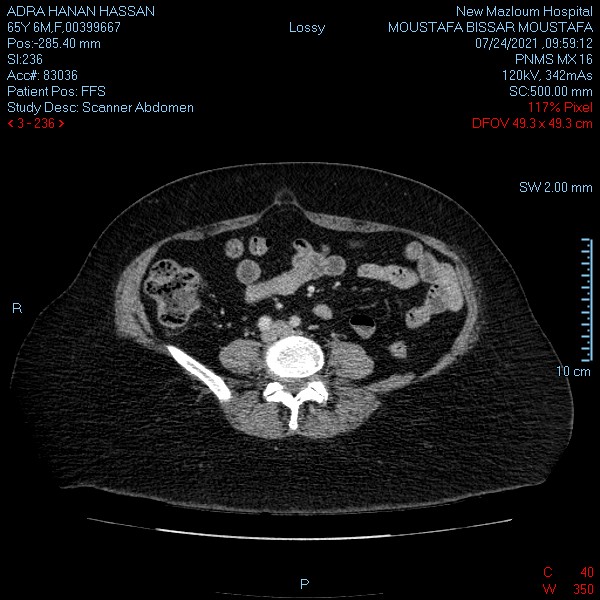 ADRA HANAN HASSAN
65Y 6M,F,00399667
Pos:-285.40 mm
SI:236
Acc#: 83036
Patient Pos: FFS
Study Desc: Scanner Abdomen
< 3 - 236 >
Lossy
New Mazloum Hospital
MOUSTAFA BISSAR MOUSTAFA
07/24/2021 ,09:59:12
PNMS MX 16
120kV, 342mAs
SC:500.00 mm
117% Pixel
DFOV 49.3 x 49.3 cm
SW 2.00 mm
R
10 cm
P
C 40
W 350